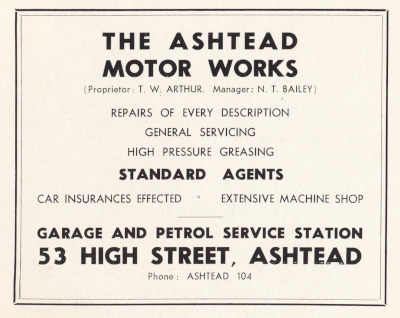 THE ASHTEAD
MOTOR WORKS
(Proprietor: T. W. ARTHUR. Manager: N. T. BAILEY)
REPAIRS OF EVERY DESCRIPTION
GENERAL SERVICING
HIGH PRESSURE GREASING
STANDARD AGENTS
CAR INSURANCES EFFECTED • EXTENSIVE MACHINE SHOP
GARAGE AND PETROL SERVICE STATION
53 HIGH STREET, ASHTEAD
Phone: ASHTEAD 104